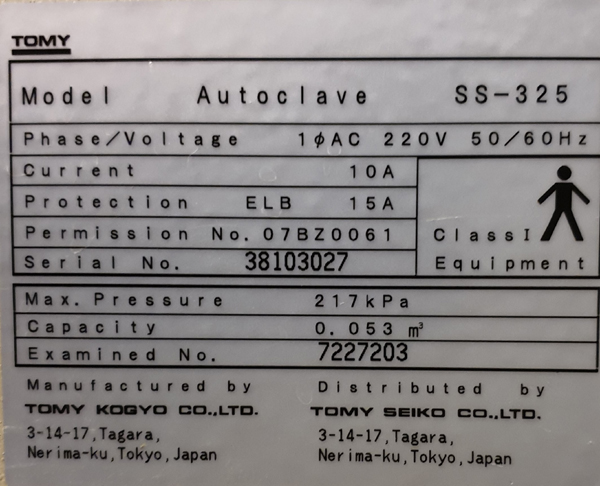 TOMY
Model Autoclave SS-325
Phase/Voltage 1φAC 220V 50/60Hz
Current 10A
Protection ELB 15A
Permission No. 07BZ0061
Serial No. 38103027
Class I
Equipment
Max. Pressure 217kPa
Capacity 0.053 m³
Examined No. 7227203
Manufactured by Distributed by
TOMY KOGYO CO.,LTD. TOMY SEIKO CO.,LTD.
3-14-17,Tagara, 3-14-17,Tagara,
Nerima-ku,Tokyo,Japan Nerima-ku,Tokyo,Japan